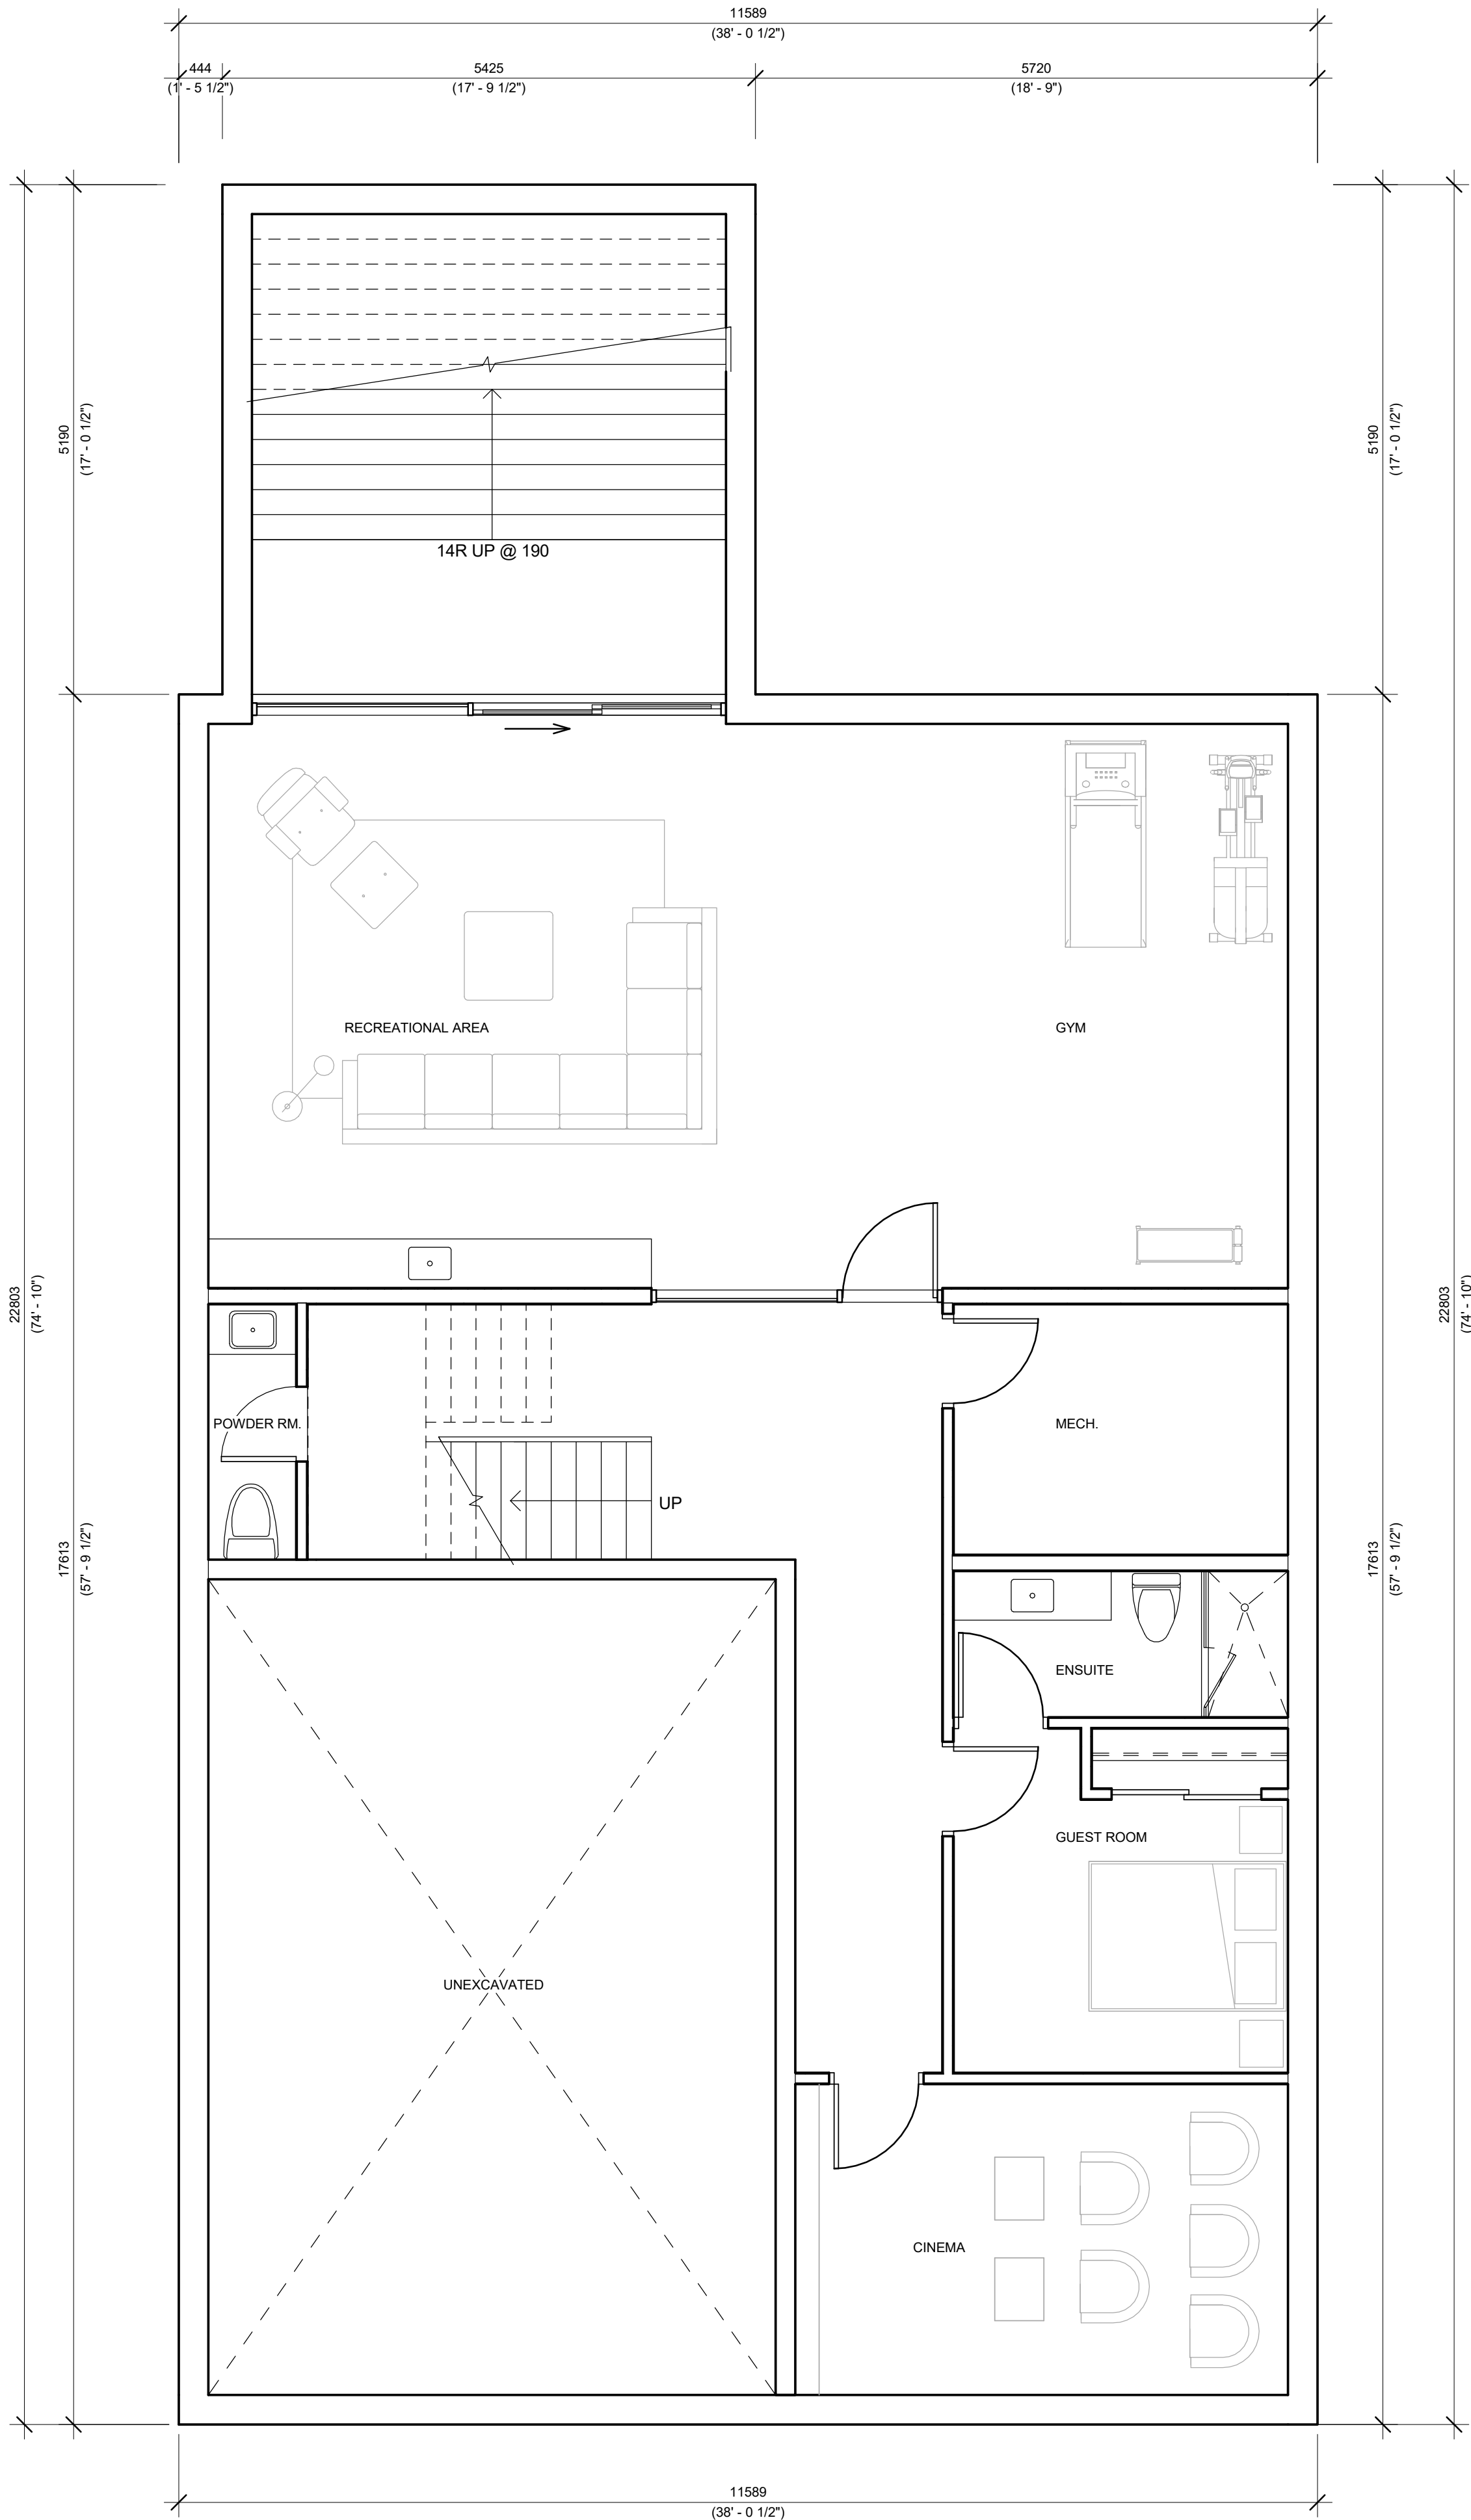 11589
(38' - 0 1/2")
444
(1' - 5 1/2")
5425
(17' - 9 1/2")
5720
(18' - 9")
5190
(17' - 0 1/2")
5190
(17' - 0 1/2")
14R UP @ 190
RECREATIONAL AREA
GYM
22803
(74' - 10")
22803
(74' - 10")
POWDER RM.
MECH.
UP
17613
(57' - 9 1/2")
17613
(57' - 9 1/2")
ENSUITE
GUEST ROOM
UNEXCAVATED
CINEMA
11589
(38' - 0 1/2")